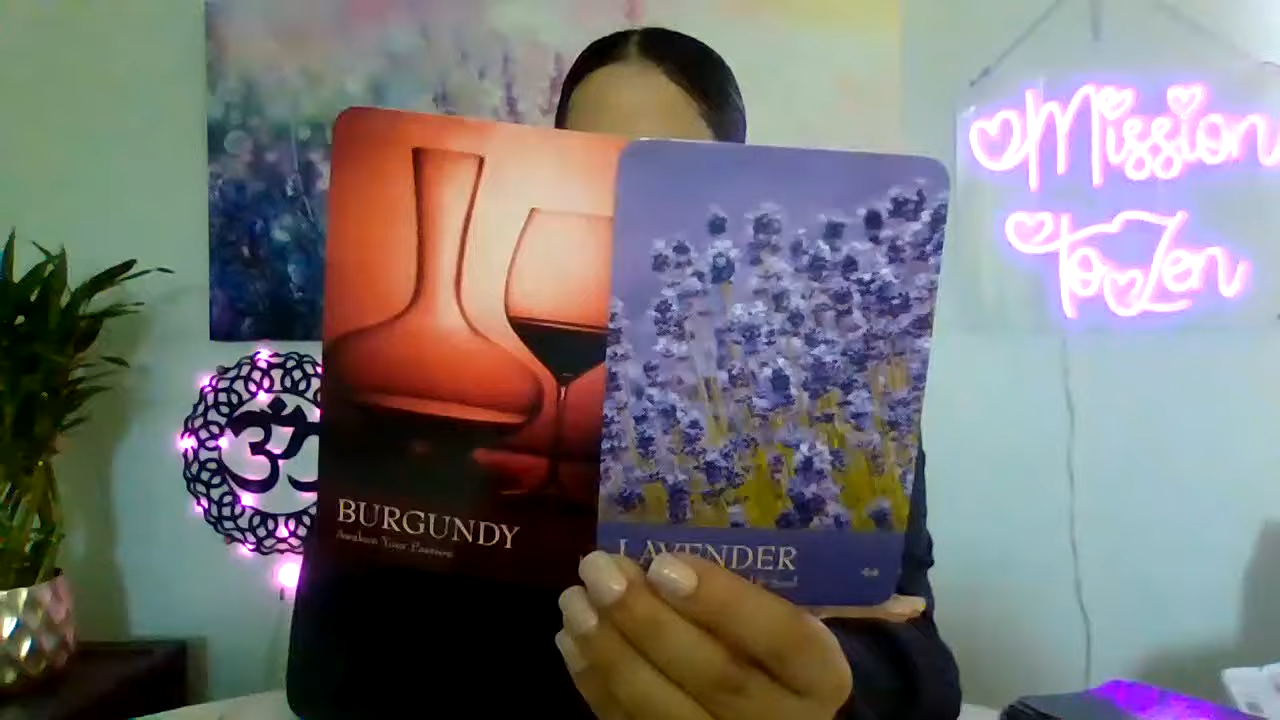 Mission
To Zen
BURGUNDY
Awaken Your Passion
LAVENDER